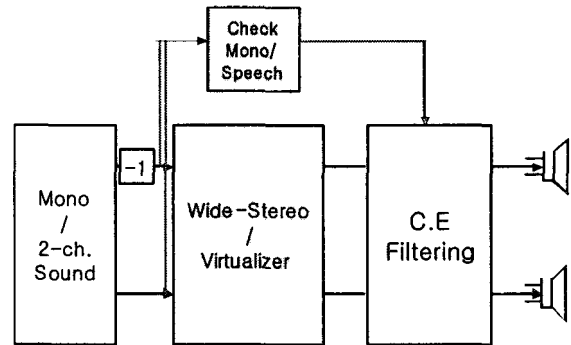 Check
Mono/
Speech
-1
Mono
/
2-ch.
Sound
Wide-Stereo
/
Virtualizer
C.E
Filtering